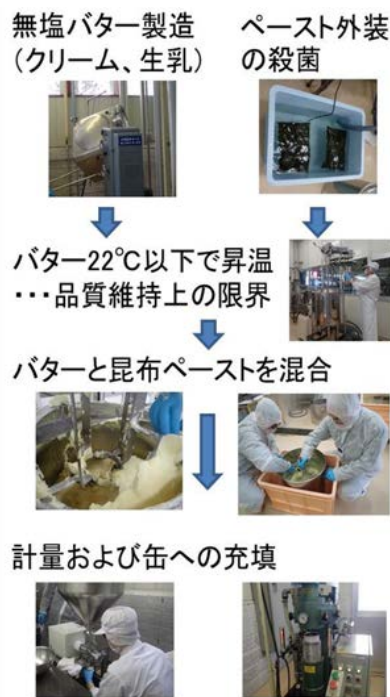 無塩バター製造
(クリーム、生乳)
ペースト外装
の殺菌
バター22℃以下で昇温
･･･品質維持上の限界
バターと昆布ペーストを混合
計量および缶への充填